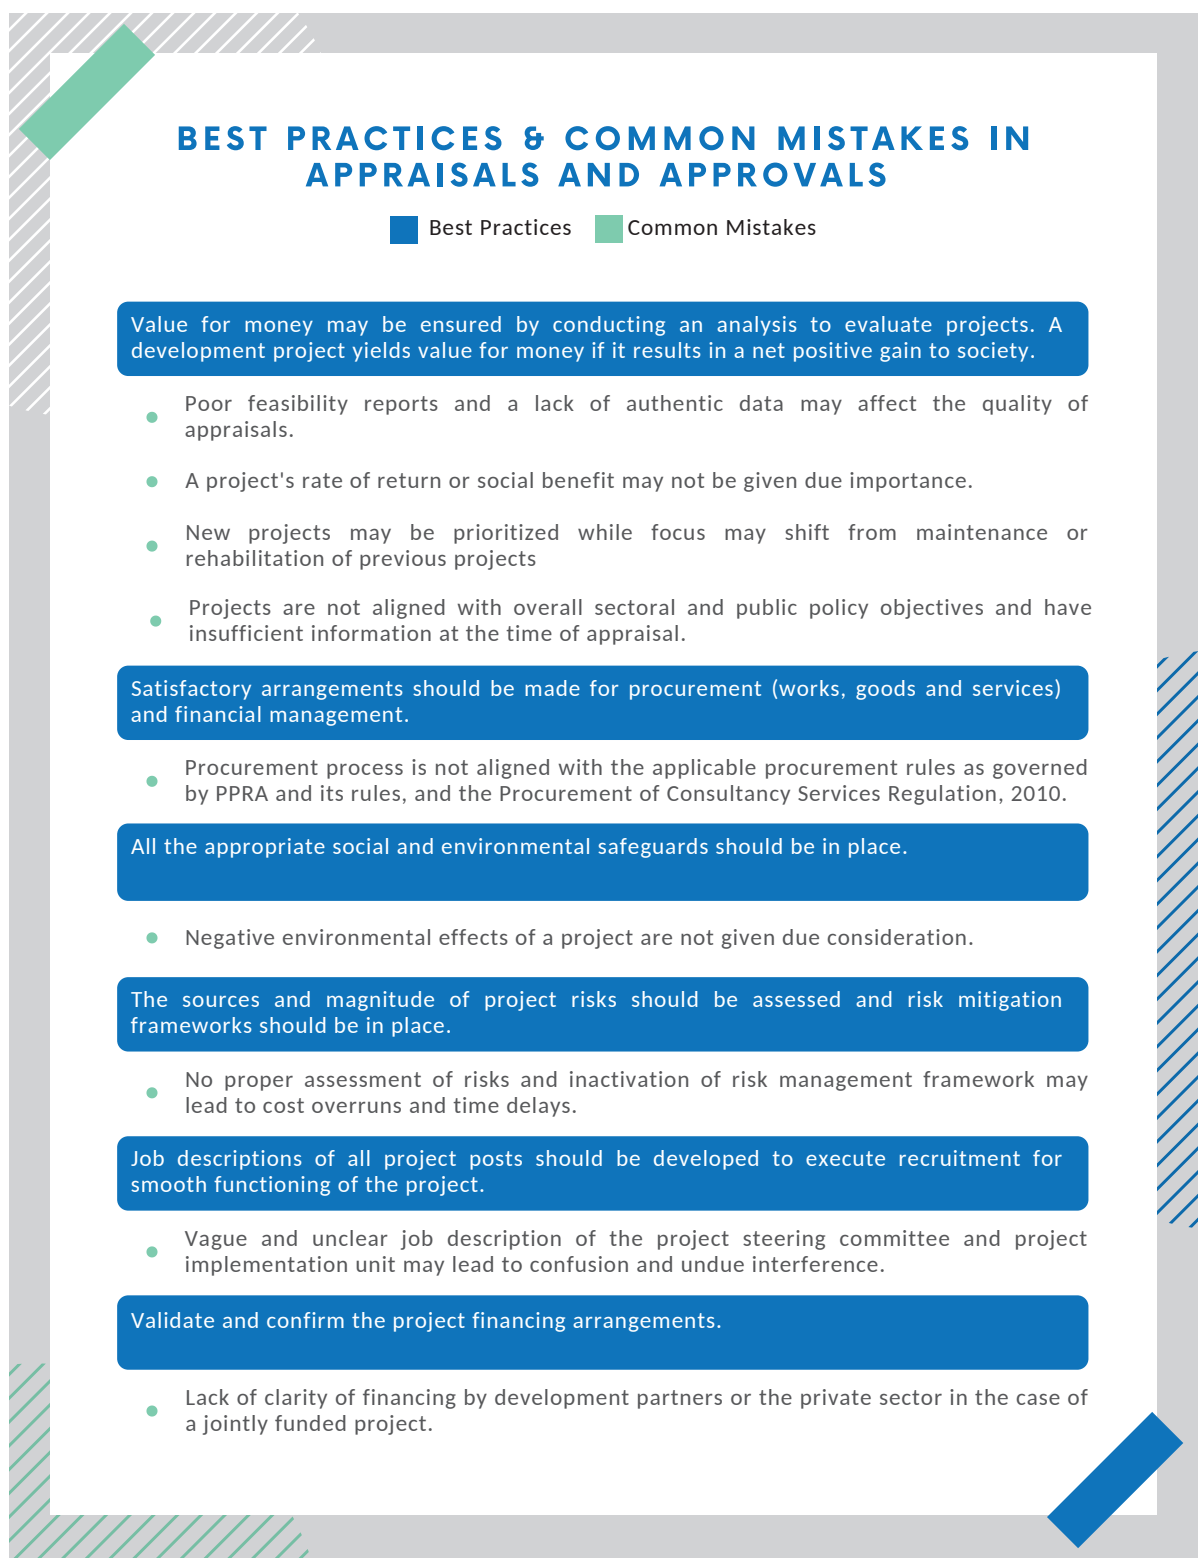 BEST PRACTICES & COMMON MISTAKES IN
APPRAISALS AND APPROVALS
Best Practices Common Mistakes
Value for money may be ensured by conducting an analysis to evaluate projects. A
development project yields value for money if it results in a net positive gain to society.
Poor feasibility reports and a lack of authentic data may affect the quality of
appraisals.
A project's rate of return or social benefit may not be given due importance.
New projects may be prioritized while focus may shift from maintenance or
rehabilitation of previous projects
Projects are not aligned with overall sectoral and public policy objectives and have
insufficient information at the time of appraisal.
Satisfactory arrangements should be made for procurement (works, goods and services)
and financial management.
Procurement process is not aligned with the applicable procurement rules as governed
by PPRA and its rules, and the Procurement of Consultancy Services Regulation, 2010.
All the appropriate social and environmental safeguards should be in place.
Negative environmental effects of a project are not given due consideration.
The sources and magnitude of project risks should be assessed and risk mitigation
frameworks should be in place.
No proper assessment of risks and inactivation of risk management framework may
lead to cost overruns and time delays.
Job descriptions of all project posts should be developed to execute recruitment for
smooth functioning of the project.
Vague and unclear job description of the project steering committee and project
implementation unit may lead to confusion and undue interference.
Validate and confirm the project financing arrangements.
Lack of clarity of financing by development partners or the private sector in the case of
a jointly funded project.